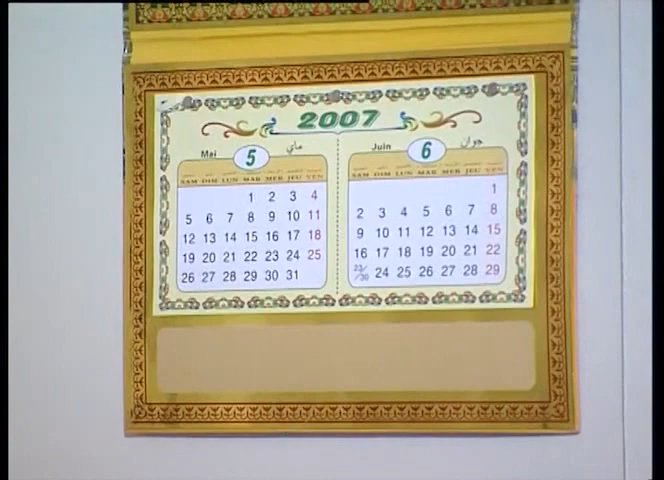 2007
Mai 5 ماي
SAM DIM LUN MAR MER JEU VEN
1 2 3 4
5 6 7 8 9 10 11
12 13 14 15 16 17 18
19 20 21 22 23 24 25
26 27 28 29 30 31
Juin 6 جوان
SAM DIM LUN MAR MER JEU VEN
1
2 3 4 5 6 7 8
9 10 11 12 13 14 15
16 17 18 19 20 21 22
23/30 24 25 26 27 28 29